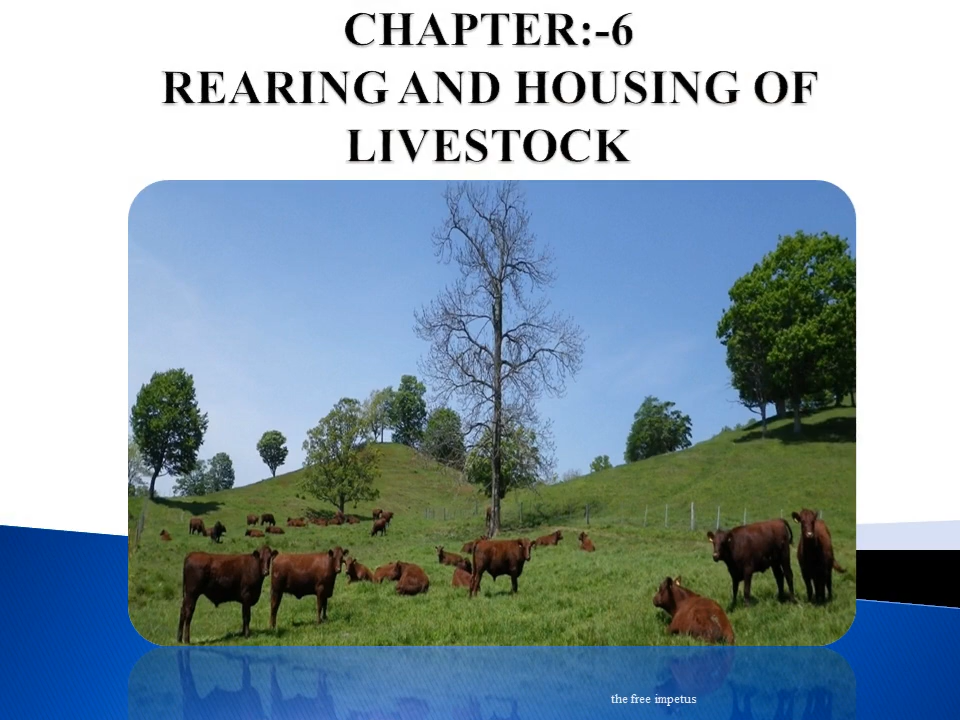 CHAPTER:-6
REARING AND HOUSING OF
LIVESTOCK
the free impetus